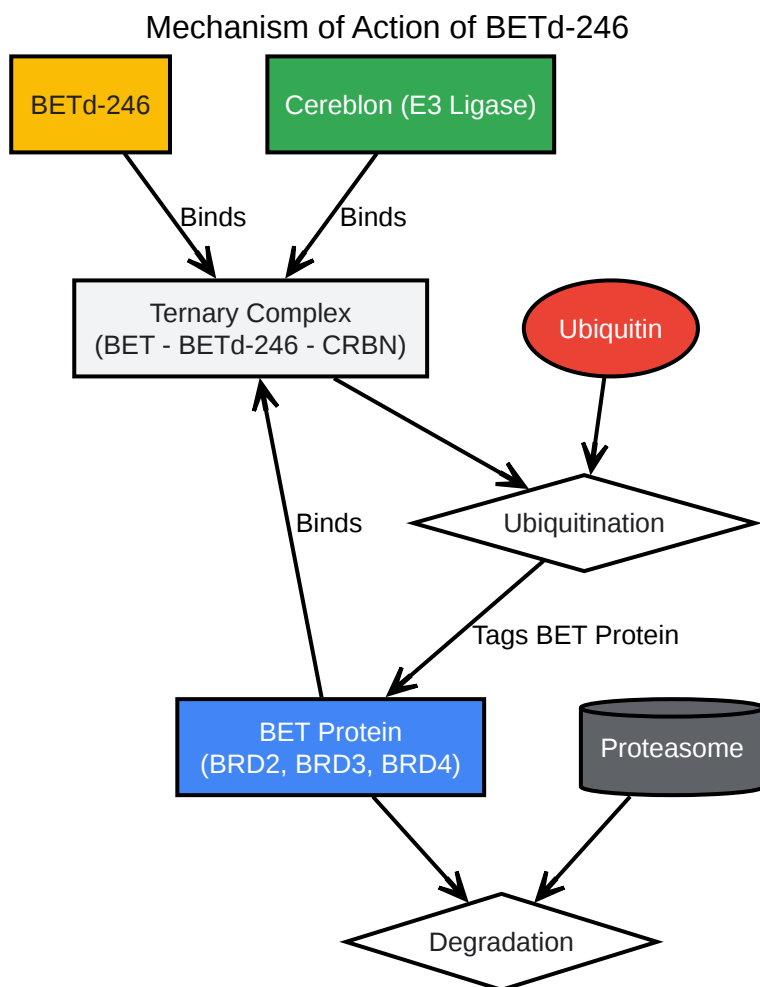 Mechanism of Action of BETd-246
BETd-246
Cereblon (E3 Ligase)
Binds
Binds
Ternary Complex
(BET - BETd-246 - CRBN)
Ubiquitin
Binds
Ubiquitination
Tags BET Protein
BET Protein
(BRD2, BRD3, BRD4)
Proteasome
Degradation